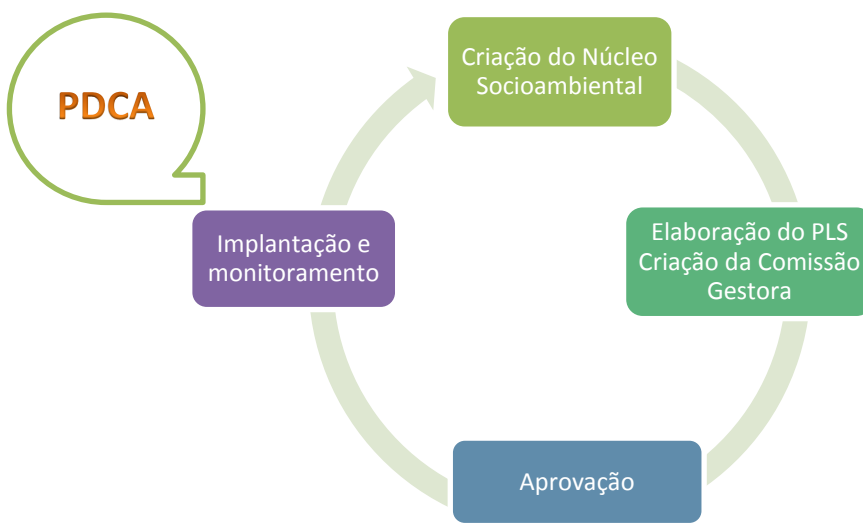 PDCA
Criação do Núcleo
Socioambiental
Elaboração do PLS
Criação da Comissão
Gestora
Aprovação
Implantação e
monitoramento